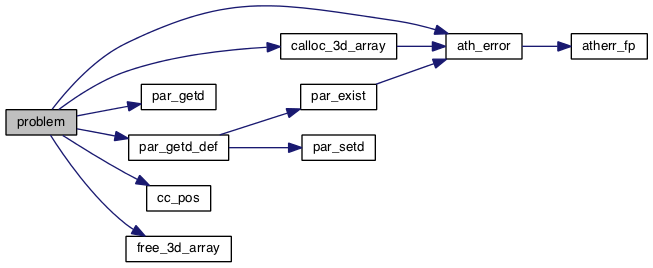 problem
calloc_3d_array
ath_error
atherr_fp
par_getd
par_exist
par_getd_def
par_setd
cc_pos
free_3d_array